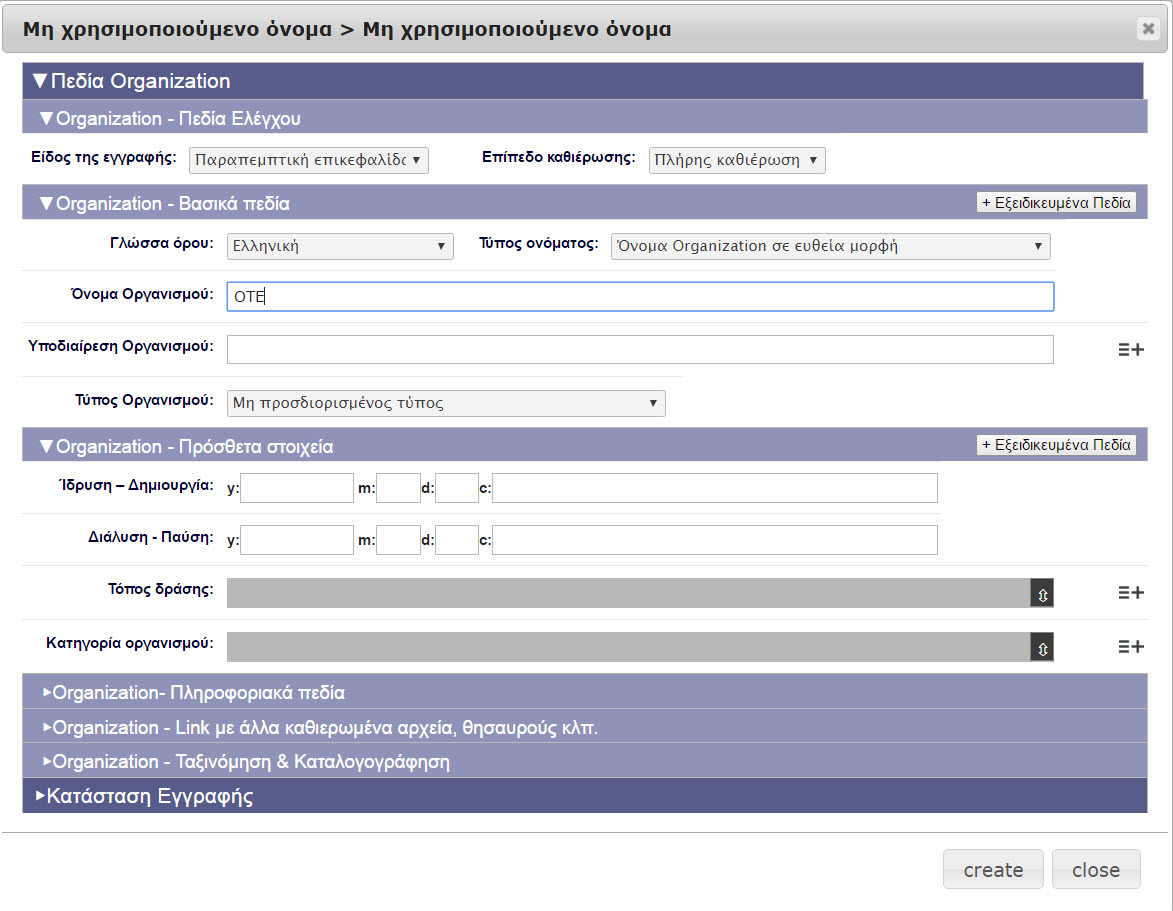 Μη χρησιμοποιούμενο όνομα > Μη χρησιμοποιούμενο όνομα
▼Πεδία Organization
▼Organization - Πεδία Ελέγχου
Είδος της εγγραφής: Παραπεμπτική επικεφαλίδα Επίπεδο καθιέρωσης: Πλήρης καθιέρωση
▼Organization - Βασικά πεδία + Εξειδικευμένα Πεδία
Γλώσσα όρου: Ελληνική Τύπος ονόματος: Όνομα Organization σε ευθεία μορφή
Όνομα Οργανισμού: ΟΤΕ
Υποδιαίρεση Οργανισμού:
Τύπος Οργανισμού: Μη προσδιορισμένος τύπος
▼Organization - Πρόσθετα στοιχεία + Εξειδικευμένα Πεδία
Ίδρυση – Δημιουργία: y: m: d: c:
Διάλυση - Παύση: y: m: d: c:
Τόπος δράσης:
Κατηγορία οργανισμού:
▸Organization- Πληροφοριακά πεδία
▸Organization - Link με άλλα καθιερωμένα αρχεία, θησαυρούς κλπ.
▸Organization - Ταξινόμηση & Καταλογογράφηση
▸Κατάσταση Εγγραφής
create close